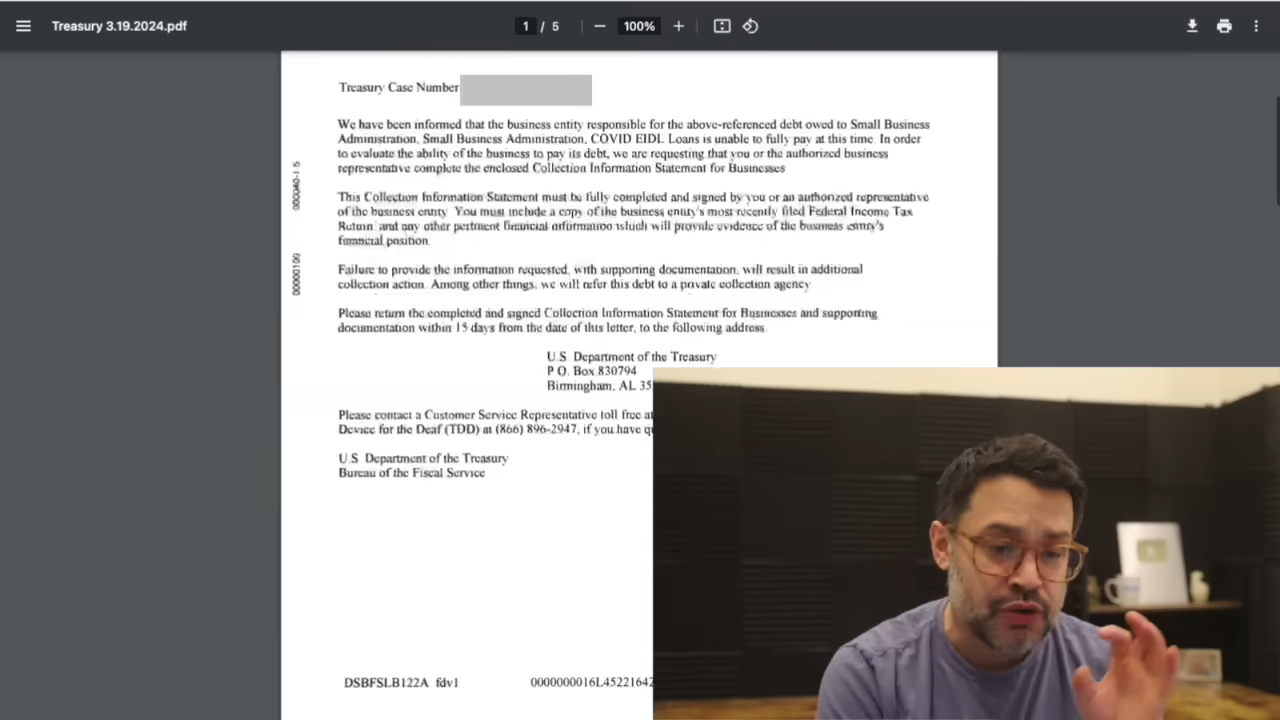 Treasury 3.19.2024.pdf
1 / 5
100%
Treasury Case Number
We have been informed that the business entity responsible for the above-referenced debt owed to Small Business
Administration, Small Business Administration, COVID EIDL Loans is unable to fully pay at this time. In order
to evaluate the ability of the business to pay its debt, we are requesting that you or the authorized business
representative complete the enclosed Collection Information Statement for Businesses
This Collection Information Statement must be fully completed and signed by you or an authorized representative
of the business entity You must include a copy of the business entity's most recently filed Federal Income Tax
Return and any other pertinent financial information which will provide evidence of the business entity's
financial position
Failure to provide the information requested, with supporting documentation, will result in additional
collection action. Among other things, we will refer this debt to a private collection agency
Please return the completed and signed Collection Information Statement for Businesses and supporting
documentation within 15 days from the date of this letter, to the following address.
U.S. Department of the Treasury
P.O. Box 830794
Birmingham, AL 35
Please contact a Customer Service Representative toll free at
Device for the Deaf (TDD) at (866) 896-2947, if you have qu
U.S. Department of the Treasury
Bureau of the Fiscal Service
DSBFSLB122A fdv1
0000000016L45221642